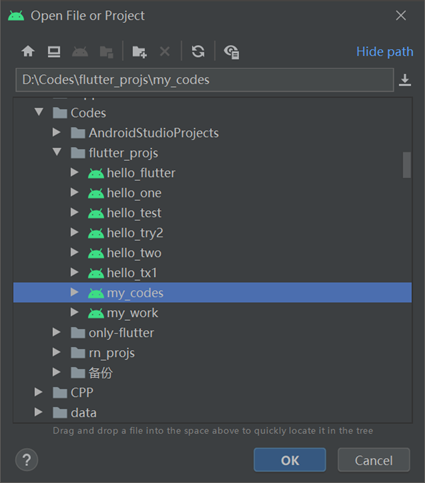 Open File or Project
Hide path
D:\Codes\flutter_projs\my_codes
Codes
AndroidStudioProjects
flutter_projs
hello_flutter
hello_one
hello_test
hello_try2
hello_two
hello_tx1
my_codes
my_work
only-flutter
rn_projs
备份
CPP
data
Drag and drop a file into the space above to quickly locate it in the tree
?
OK
Cancel